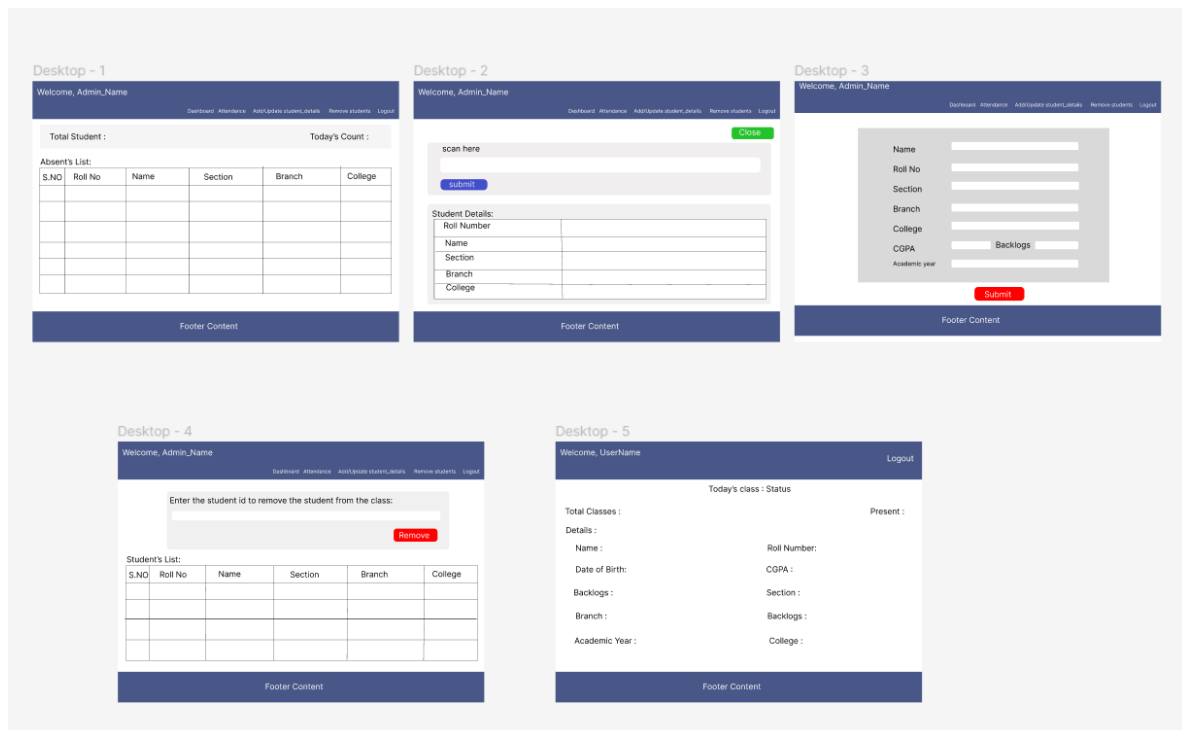 Desktop - 1
Welcome, Admin_Name
Dashboard Attendance Add/Update student_details Remove students Logout
Total Student : Today's Count :
Absent's List:
S.NO Roll No Name Section Branch College
Footer Content
Desktop - 2
Welcome, Admin_Name
Dashboard Attendance Add/Update student_details Remove students Logout
Close
scan here
submit
Student Details:
Roll Number
Name
Section
Branch
College
Footer Content
Desktop - 3
Welcome, Admin_Name
Dashboard Attendance Add/Update student_details Remove students Logout
Name
Roll No
Section
Branch
College
CGPA Backlogs
Academic year
Submit
Footer Content
Desktop - 4
Welcome, Admin_Name
Dashboard Attendance Add/Update student_details Remove students Logout
Enter the student id to remove the student from the class:
Remove
Student's List:
S.NO Roll No Name Section Branch College
Footer Content
Desktop - 5
Welcome, UserName
Logout
Today's class : Status
Total Classes : Present :
Details :
Name : Roll Number:
Date of Birth: CGPA :
Backlogs : Section :
Branch : Backlogs :
Academic Year : College :
Footer Content